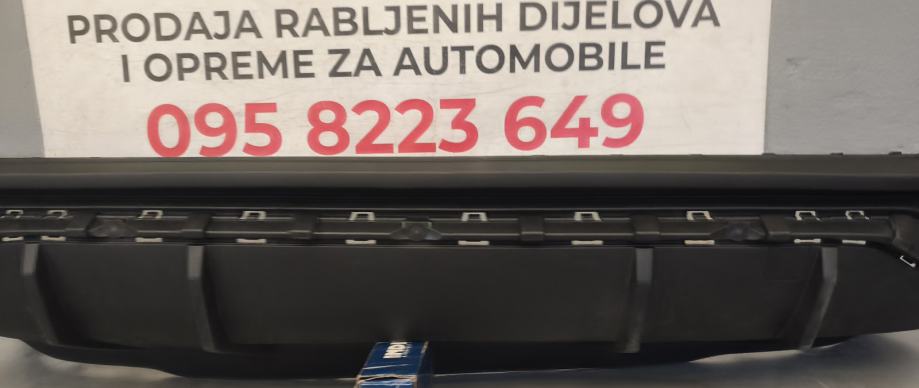 PRODAJA RABLJENIH DIJELOVA
I OPREME ZA AUTOMOBILE
095 8223 649